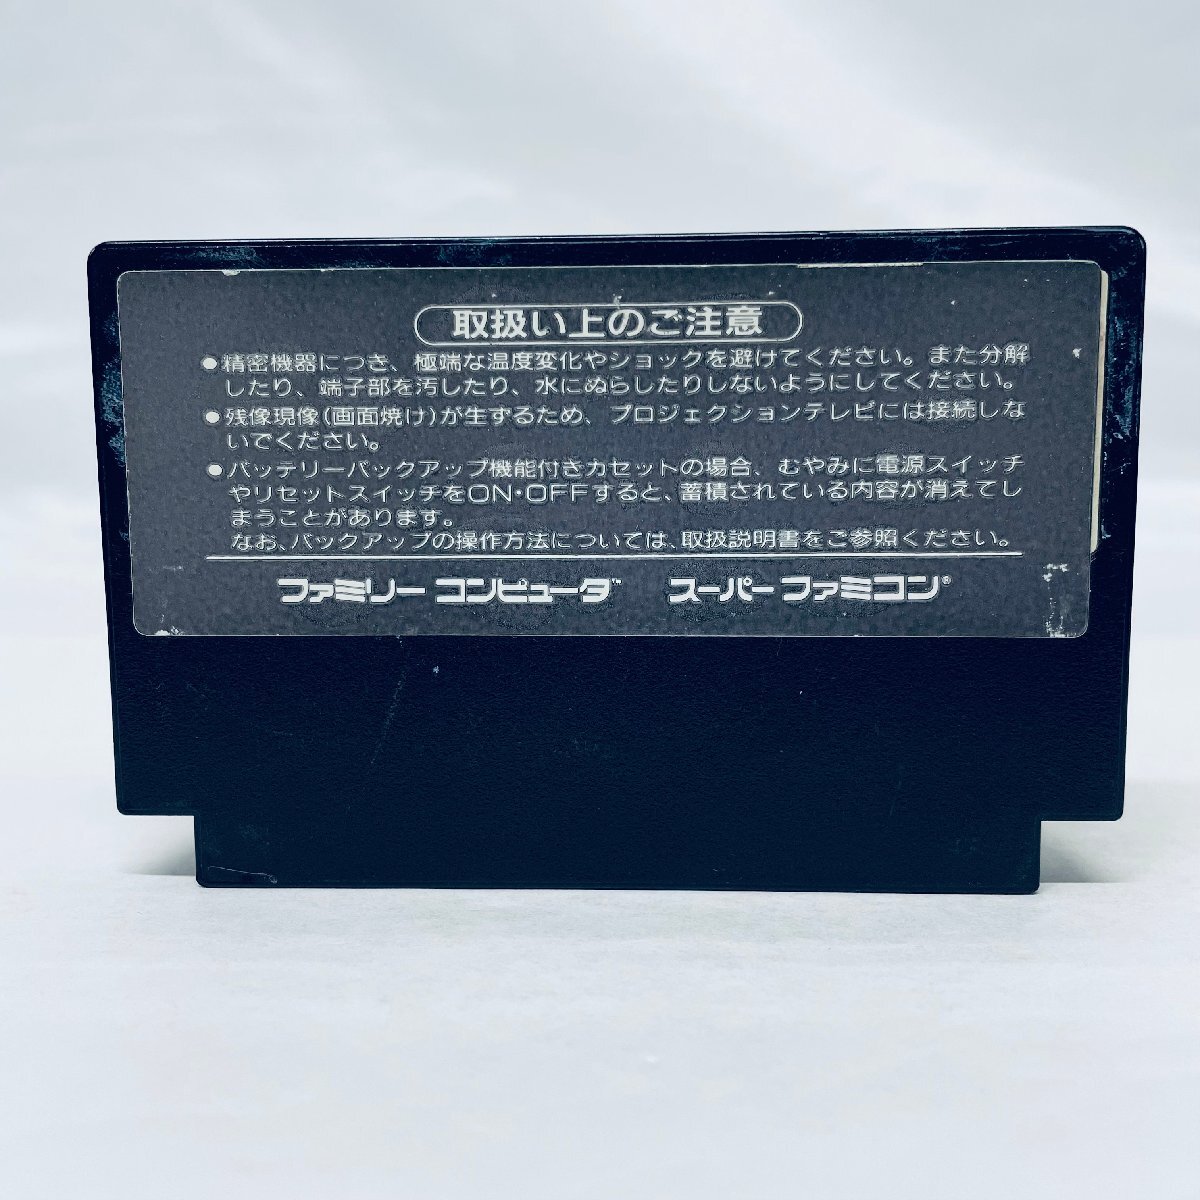 取扱い上のご注意
●精密機器につき、極端な温度変化やショックを避けてください。また分解
したり、端子部を汚したり、水にぬらしたりしないようにしてください。
●残像現像(画面焼け)が生ずるため、プロジェクションテレビには接続しな
いでください。
●バッテリーバックアップ機能付きカセットの場合、むやみに電源スイッチ
やリセットスイッチをON・OFFすると、蓄積されている内容が消えてし
まうことがあります。
なお、バックアップの操作方法については、取扱説明書をご参照ください。
ファミリー コンピュータ™ スーパー ファミコン®